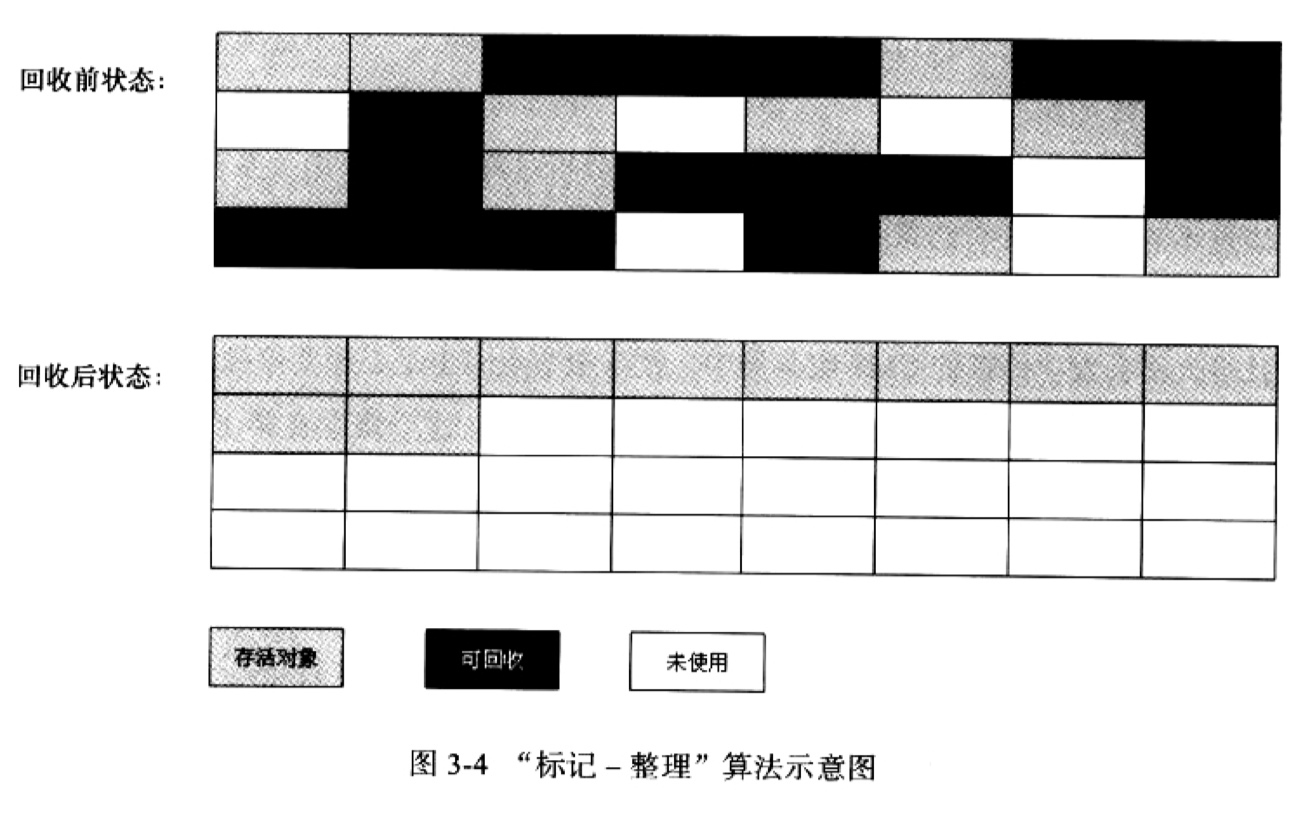 回收前状态:
回收后状态:
存活对象
可回收
未使用
图 3-4 “标记 – 整理”算法示意图